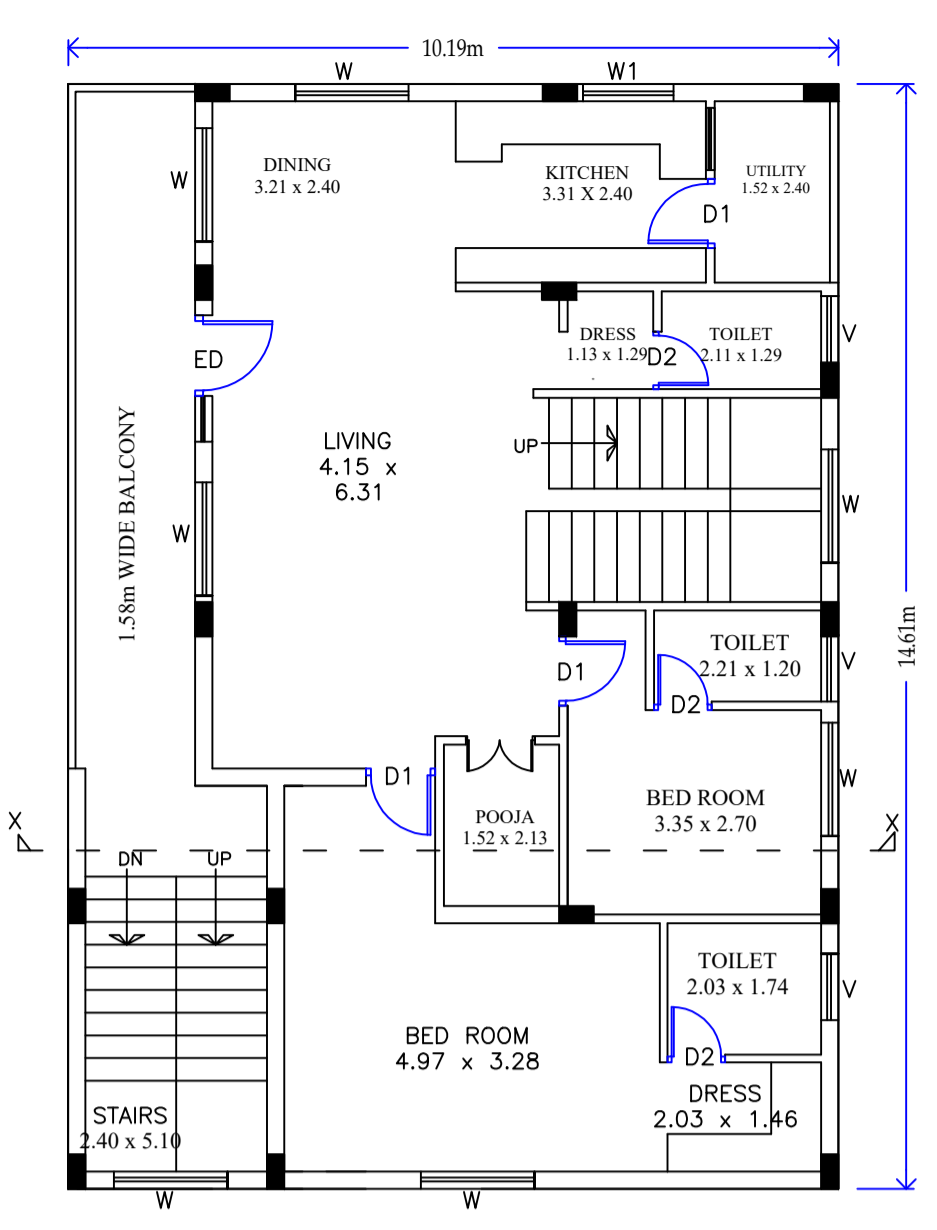 10.19m
W
W1
DINING
3.21 x 2.40
KITCHEN
3.31 X 2.40
UTILITY
1.52 x 2.40
W
D1
DRESS
1.13 x 1.29
D2
TOILET
2.11 x 1.29
V
ED
LIVING
4.15 x
6.31
UP
W
W
1.58m WIDE BALCONY
14.61m
TOILET
2.21 x 1.20
V
D1
D2
D1
W
BED ROOM
3.35 x 2.70
POOJA
1.52 x 2.13
X
X
DN
UP
TOILET
2.03 x 1.74
V
BED ROOM
4.97 x 3.28
D2
DRESS
2.03 x 1.46
STAIRS
2.40 x 5.10
W
W